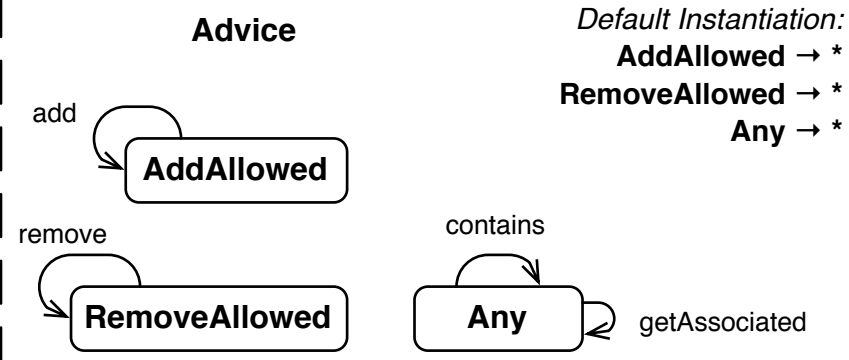 Advice
Default Instantiation:
AddAllowed → *
RemoveAllowed → *
Any → *
add
AddAllowed
remove
RemoveAllowed
contains
Any
getAssociated